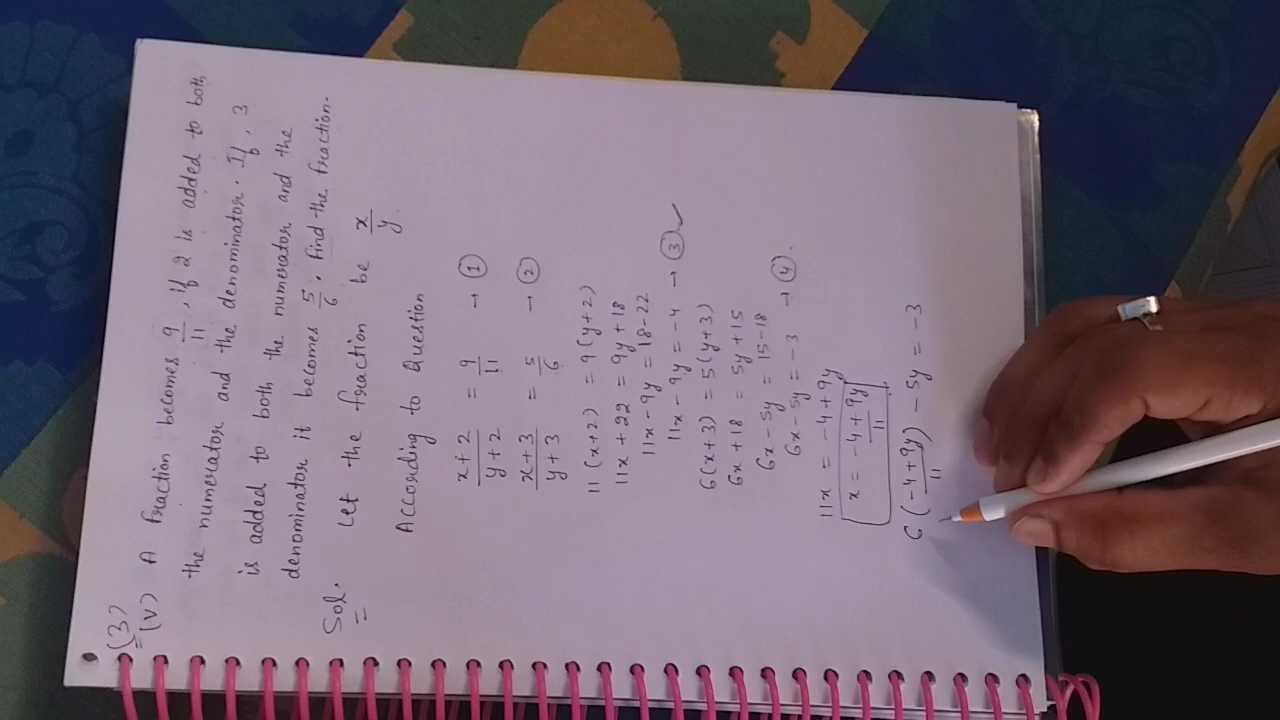 (3)
(V) A fraction becomes 9/11, if 2 is added to both
the numerator and the denominator. If, 3
is added to both the numerator and the
denominator it becomes 5/6. Find the fraction.
Sol. Let the fraction be x/y.
According to Question
(x+2)/(y+2) = 9/11 → ①
(x+3)/(y+3) = 5/6 → ②
11(x+2) = 9(y+2)
11x+22 = 9y+18
11x-9y = 18-22
11x-9y = -4 → ③ ✓
6(x+3) = 5(y+3)
6x+18 = 5y+15
6x-5y = 15-18
6x-5y = -3 → ④.
11x = -4+9y
x = (-4+9y)/11
6((-4+9y)/11) - 5y = -3